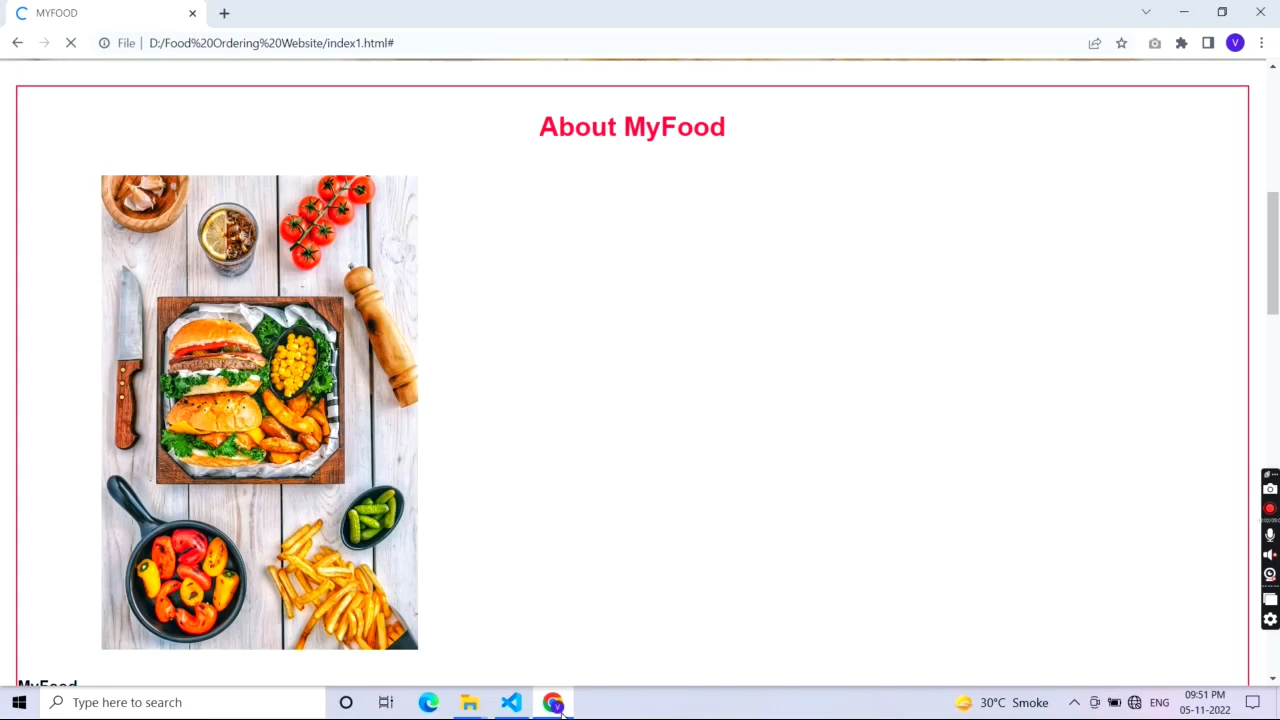 MYFOOD
File
D:/Food%20Ordering%20Website/index1.html#
V
About MyFood
MyFood
Type here to search
30°C Smoke
ENG
09:51 PM
05-11-2022